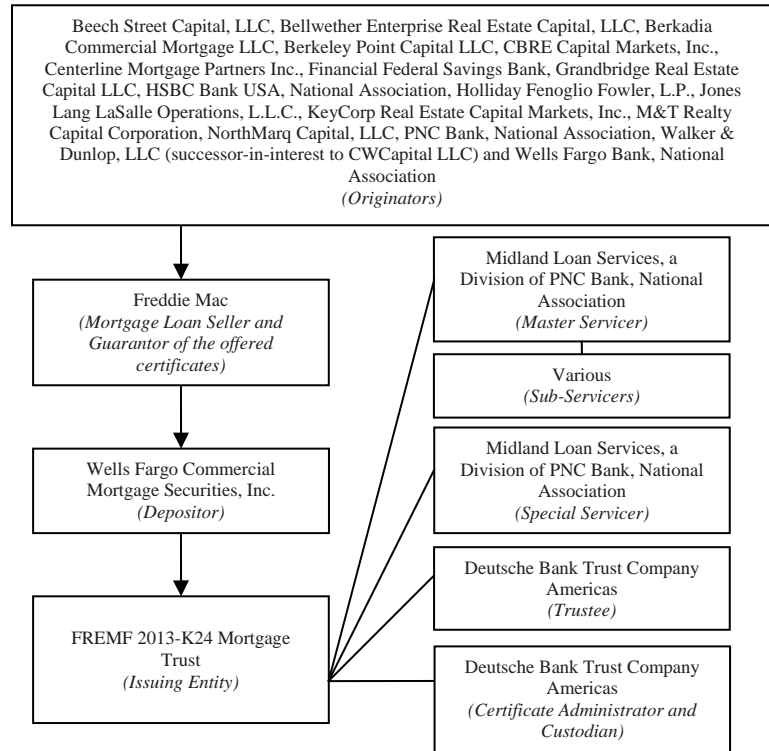 Beech Street Capital, LLC, Bellwether Enterprise Real Estate Capital, LLC, Berkadia
Commercial Mortgage LLC, Berkeley Point Capital LLC, CBRE Capital Markets, Inc.,
Centerline Mortgage Partners Inc., Financial Federal Savings Bank, Grandbridge Real Estate
Capital LLC, HSBC Bank USA, National Association, Holliday Fenoglio Fowler, L.P., Jones
Lang LaSalle Operations, L.L.C., KeyCorp Real Estate Capital Markets, Inc., M&T Realty
Capital Corporation, NorthMarq Capital, LLC, PNC Bank, National Association, Walker &
Dunlop, LLC (successor-in-interest to CWCapital LLC) and Wells Fargo Bank, National
Association
(Originators)
Freddie Mac
(Mortgage Loan Seller and
Guarantor of the offered
certificates)
Wells Fargo Commercial
Mortgage Securities, Inc.
(Depositor)
FREMF 2013-K24 Mortgage
Trust
(Issuing Entity)
Midland Loan Services, a
Division of PNC Bank, National
Association
(Master Servicer)
Various
(Sub-Servicers)
Midland Loan Services, a
Division of PNC Bank, National
Association
(Special Servicer)
Deutsche Bank Trust Company
Americas
(Trustee)
Deutsche Bank Trust Company
Americas
(Certificate Administrator and
Custodian)